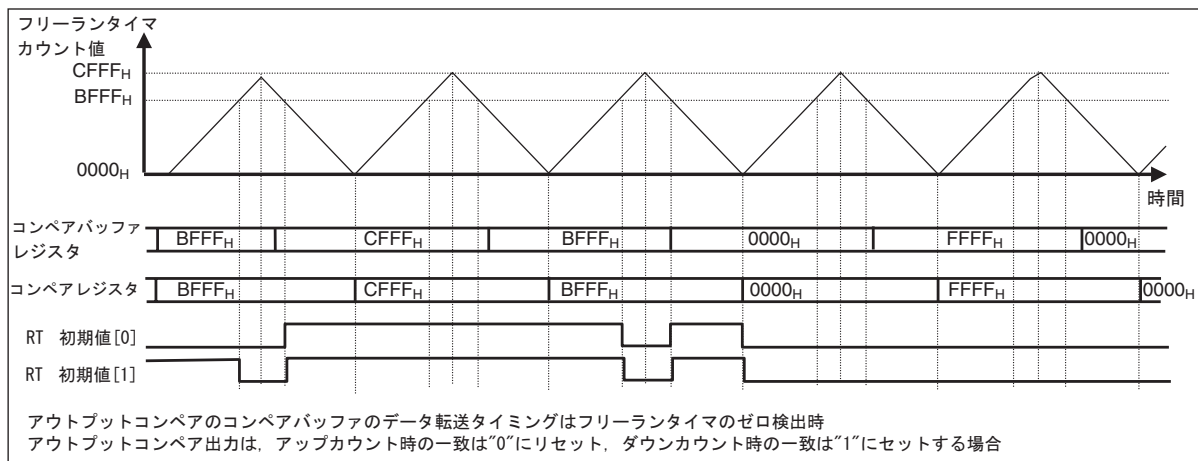 フリーランタイマ
カウント値
CFFFH
BFFFH
0000H
時間
コンペアバッファ
レジスタ
BFFFH CFFFH BFFFH 0000H FFFFH 0000H
コンペアレジスタ BFFFH CFFFH BFFFH 0000H FFFFH 0000H
RT 初期値[0]
RT 初期値[1]
アウトプットコンペアのコンペアバッファのデータ転送タイミングはフリーランタイマのゼロ検出時
アウトプットコンペア出力は，アップカウント時の一致は"0"にリセット，ダウンカウント時の一致は"1"にセットする場合